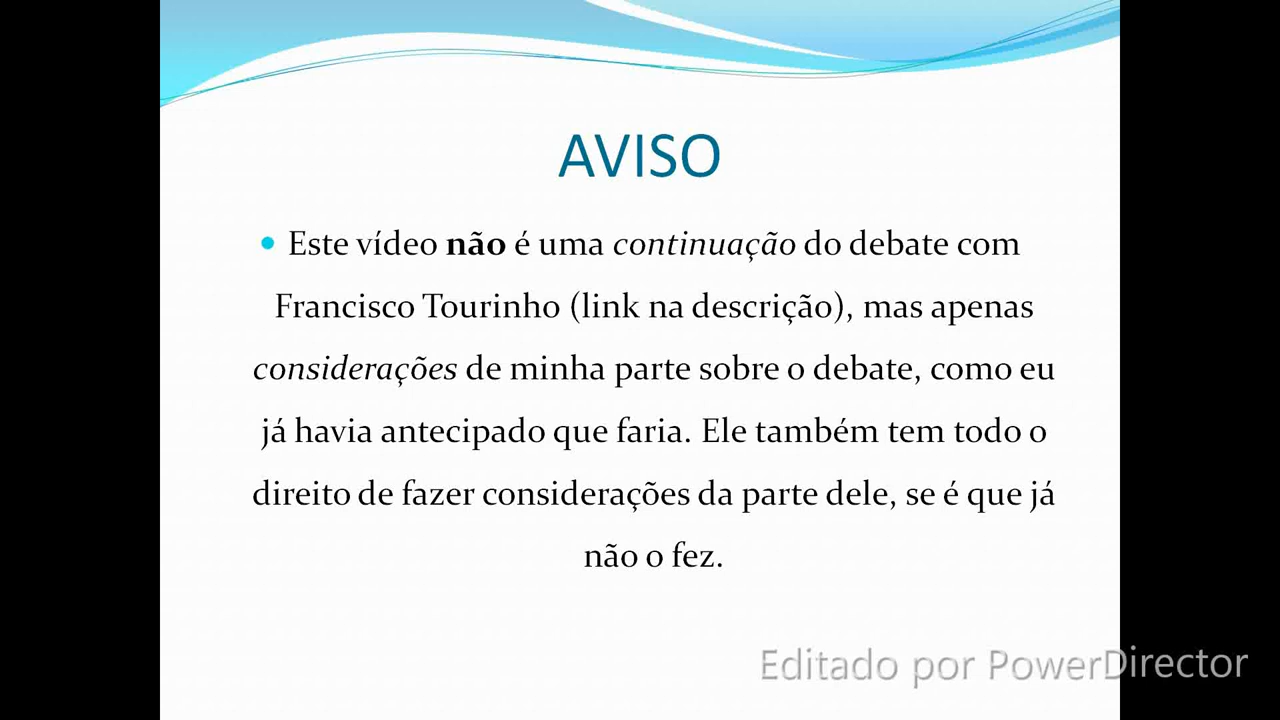 AVISO
• Este vídeo não é uma continuação do debate com
Francisco Tourinho (link na descrição), mas apenas
considerações de minha parte sobre o debate, como eu
já havia antecipado que faria. Ele também tem todo o
direito de fazer considerações da parte dele, se é que já
não o fez.
Editado por PowerDirector